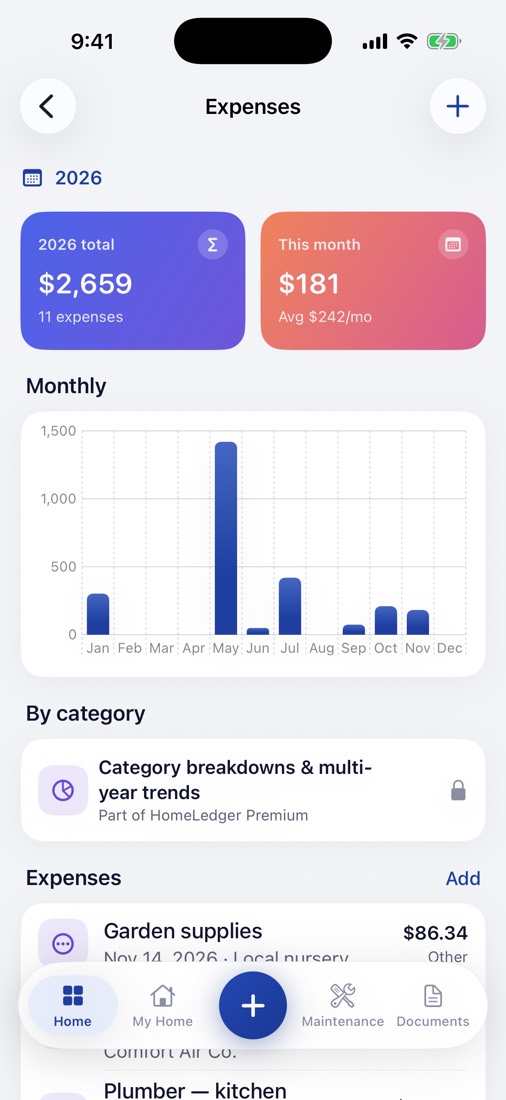 9:41
Expenses
2026
2026 total
Σ
$2,659
11 expenses
This month
$181
Avg $242/mo
Monthly
1,500
1,000
500
0
Jan Feb Mar Apr May Jun Jul Aug Sep Oct Nov Dec
By category
Category breakdowns & multi-
year trends
Part of HomeLedger Premium
Expenses
Add
Garden supplies
$86.34
Nov 14, 2026 · Local nursery
Other
Home
My Home
Maintenance
Documents
Comfort Air Co.
Plumber — kitchen